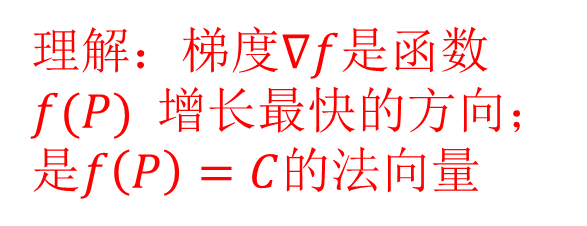 理解：梯度∇f是函数
f(P) 增长最快的方向；
是f(P) = C的法向量